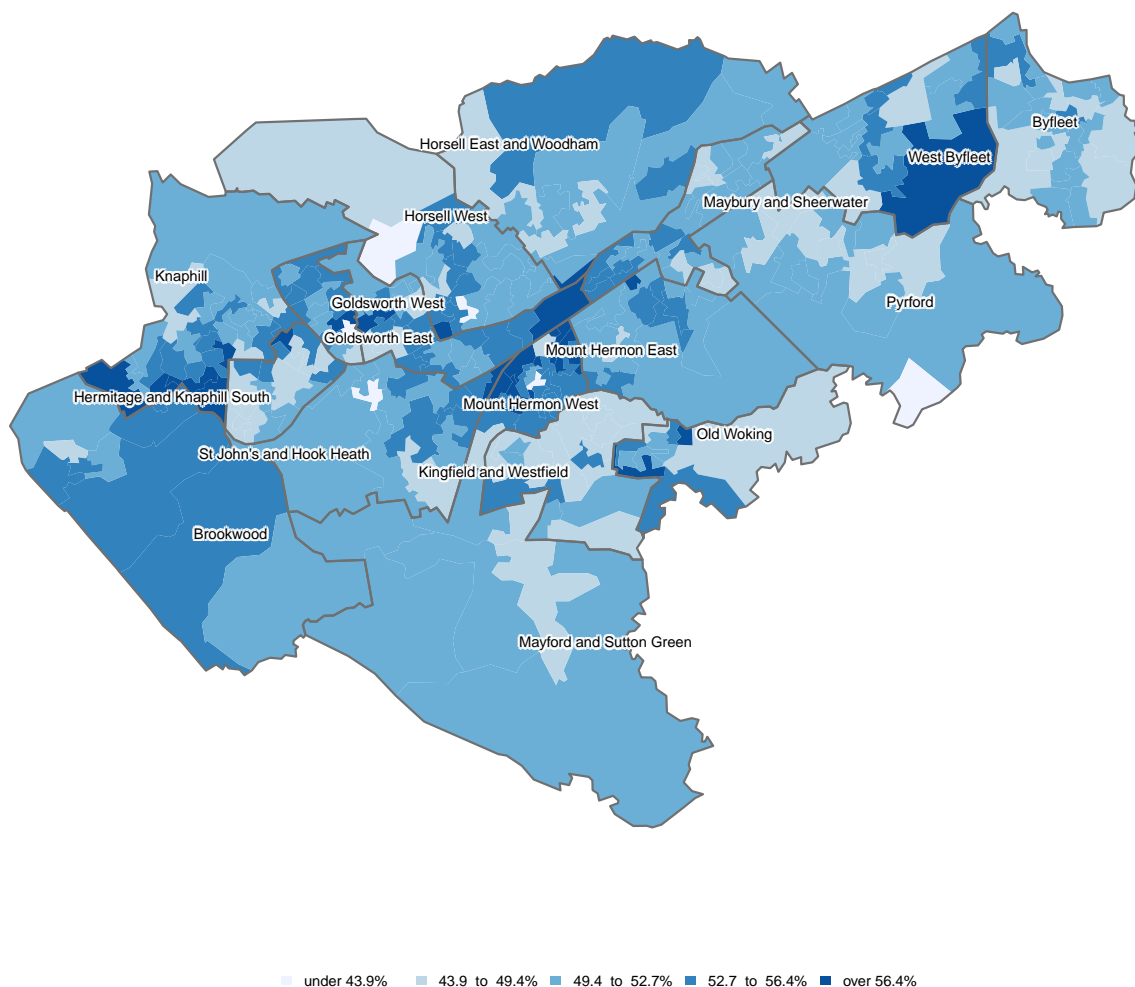 Byfleet
Horsell East and Woodham
West Byfleet
Maybury and Sheerwater
Horsell West
Knaphill
Goldsworth West
Pyrford
Goldsworth East
Mount Hermon East
Hermitage and Knaphill South
Mount Hermon West
Old Woking
St John's and Hook Heath
Kingfield and Westfield
Brookwood
Mayford and Sutton Green
under 43.9% 43.9 to 49.4% 49.4 to 52.7% 52.7 to 56.4% over 56.4%